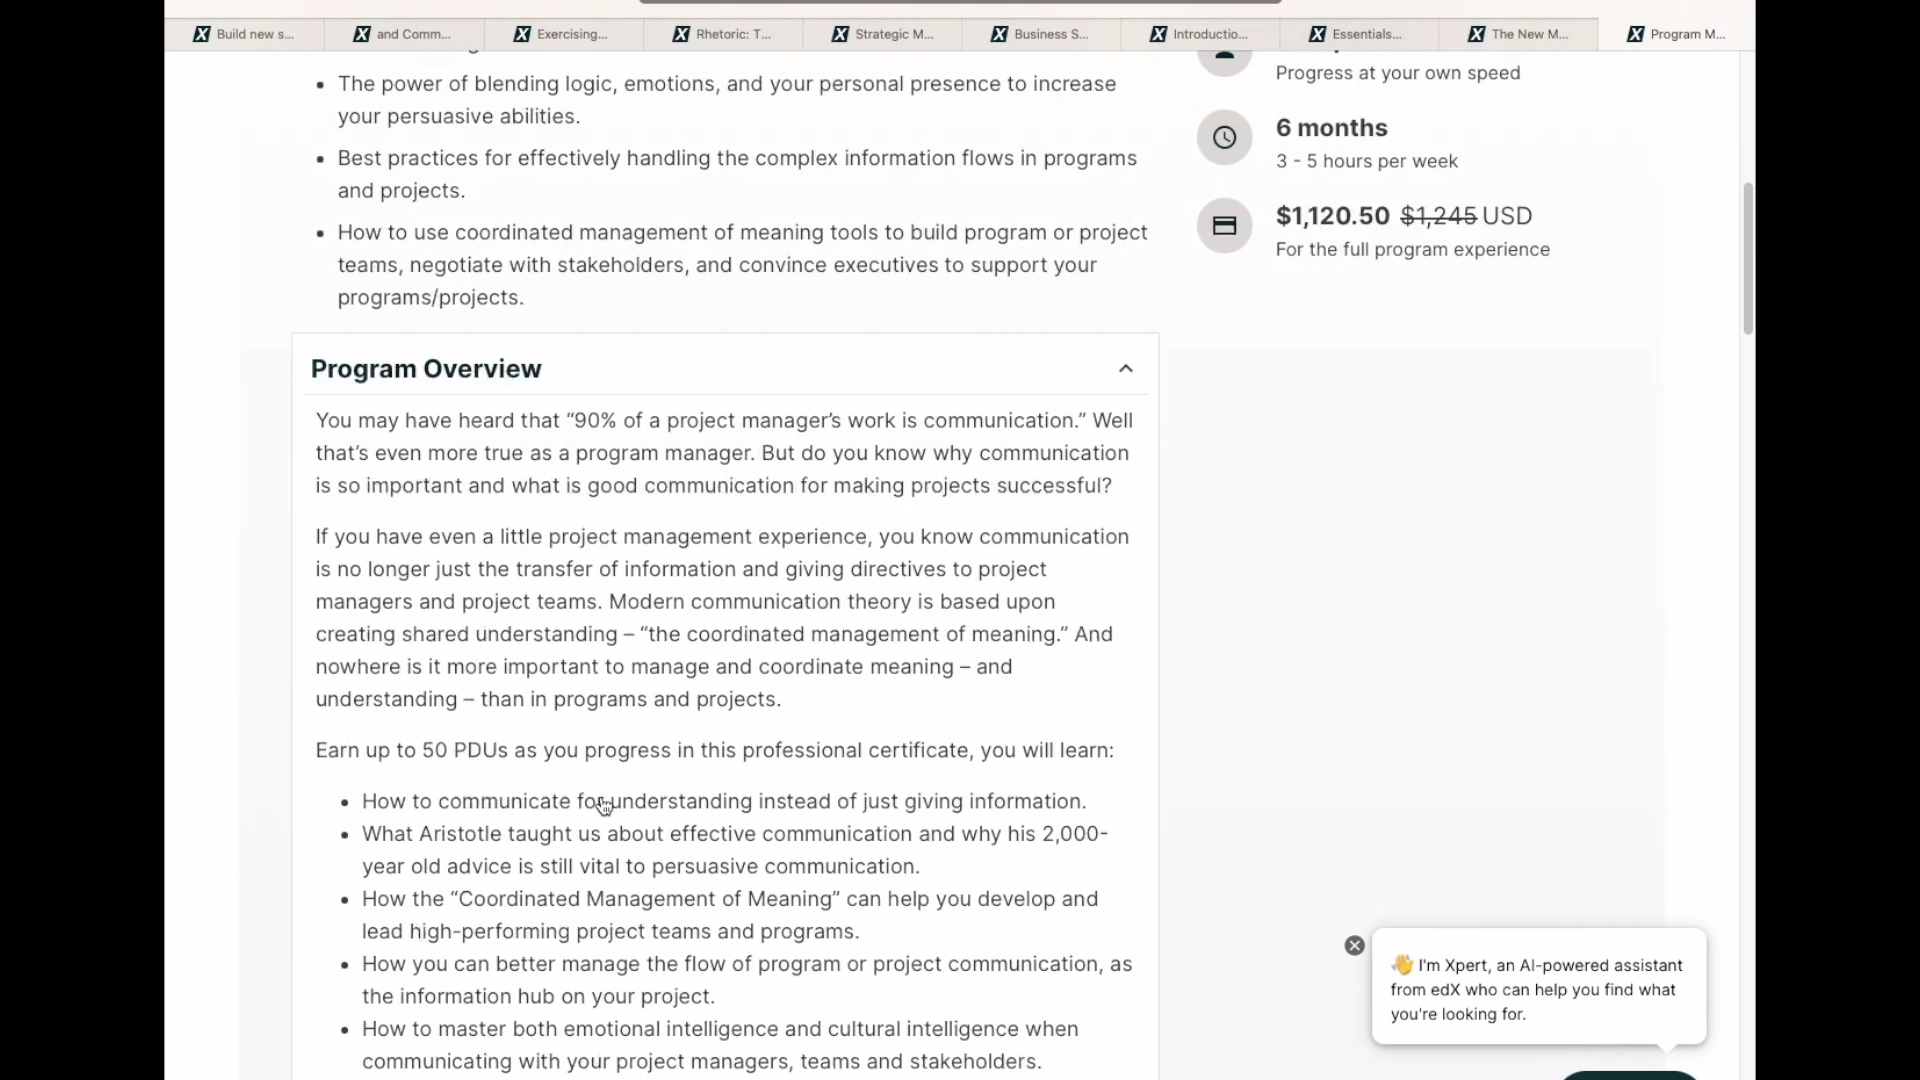 Build new s...
and Comm...
Exercising...
Rhetoric: T...
Strategic M...
Business S...
Introductio...
Essentials...
The New M...
Program M...
• The power of blending logic, emotions, and your personal presence to increase
your persuasive abilities.
• Best practices for effectively handling the complex information flows in programs
and projects.
• How to use coordinated management of meaning tools to build program or project
teams, negotiate with stakeholders, and convince executives to support your
programs/projects.
Progress at your own speed
6 months
3 - 5 hours per week
$1,120.50 $1,245 USD
For the full program experience
Program Overview
You may have heard that “90% of a project manager’s work is communication.” Well
that’s even more true as a program manager. But do you know why communication
is so important and what is good communication for making projects successful?
If you have even a little project management experience, you know communication
is no longer just the transfer of information and giving directives to project
managers and project teams. Modern communication theory is based upon
creating shared understanding – “the coordinated management of meaning.” And
nowhere is it more important to manage and coordinate meaning – and
understanding – than in programs and projects.
Earn up to 50 PDUs as you progress in this professional certificate, you will learn:
• How to communicate for understanding instead of just giving information.
• What Aristotle taught us about effective communication and why his 2,000-
year old advice is still vital to persuasive communication.
• How the “Coordinated Management of Meaning” can help you develop and
lead high-performing project teams and programs.
• How you can better manage the flow of program or project communication, as
the information hub on your project.
• How to master both emotional intelligence and cultural intelligence when
communicating with your project managers, teams and stakeholders.
👋 I'm Xpert, an AI-powered assistant
from edX who can help you find what
you're looking for.